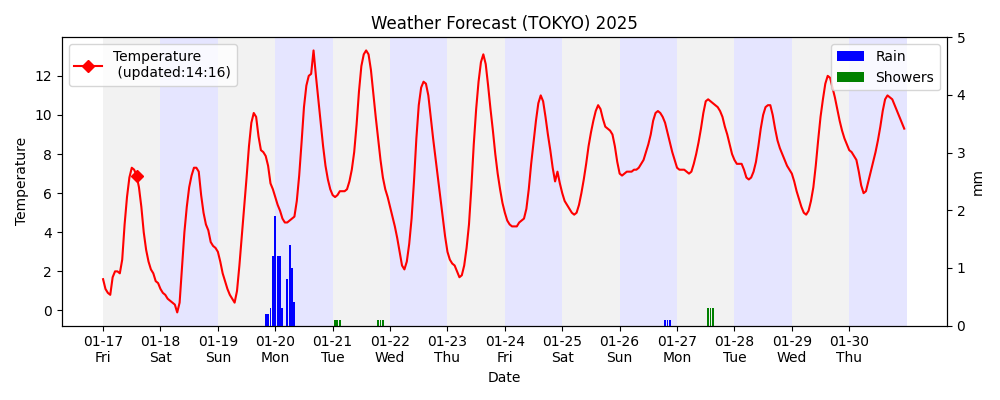 Weather Forecast (TOKYO) 2025
Temperature
(updated:14:16)
Rain
Showers
Temperature
12
10
8
6
4
2
0
5
4
3
2
1
0
mm
01-17 01-18 01-19 01-20 01-21 01-22 01-23 01-24 01-25 01-26 01-27 01-28 01-29 01-30
Fri Sat Sun Mon Tue Wed Thu Fri Sat Sun Mon Tue Wed Thu
Date